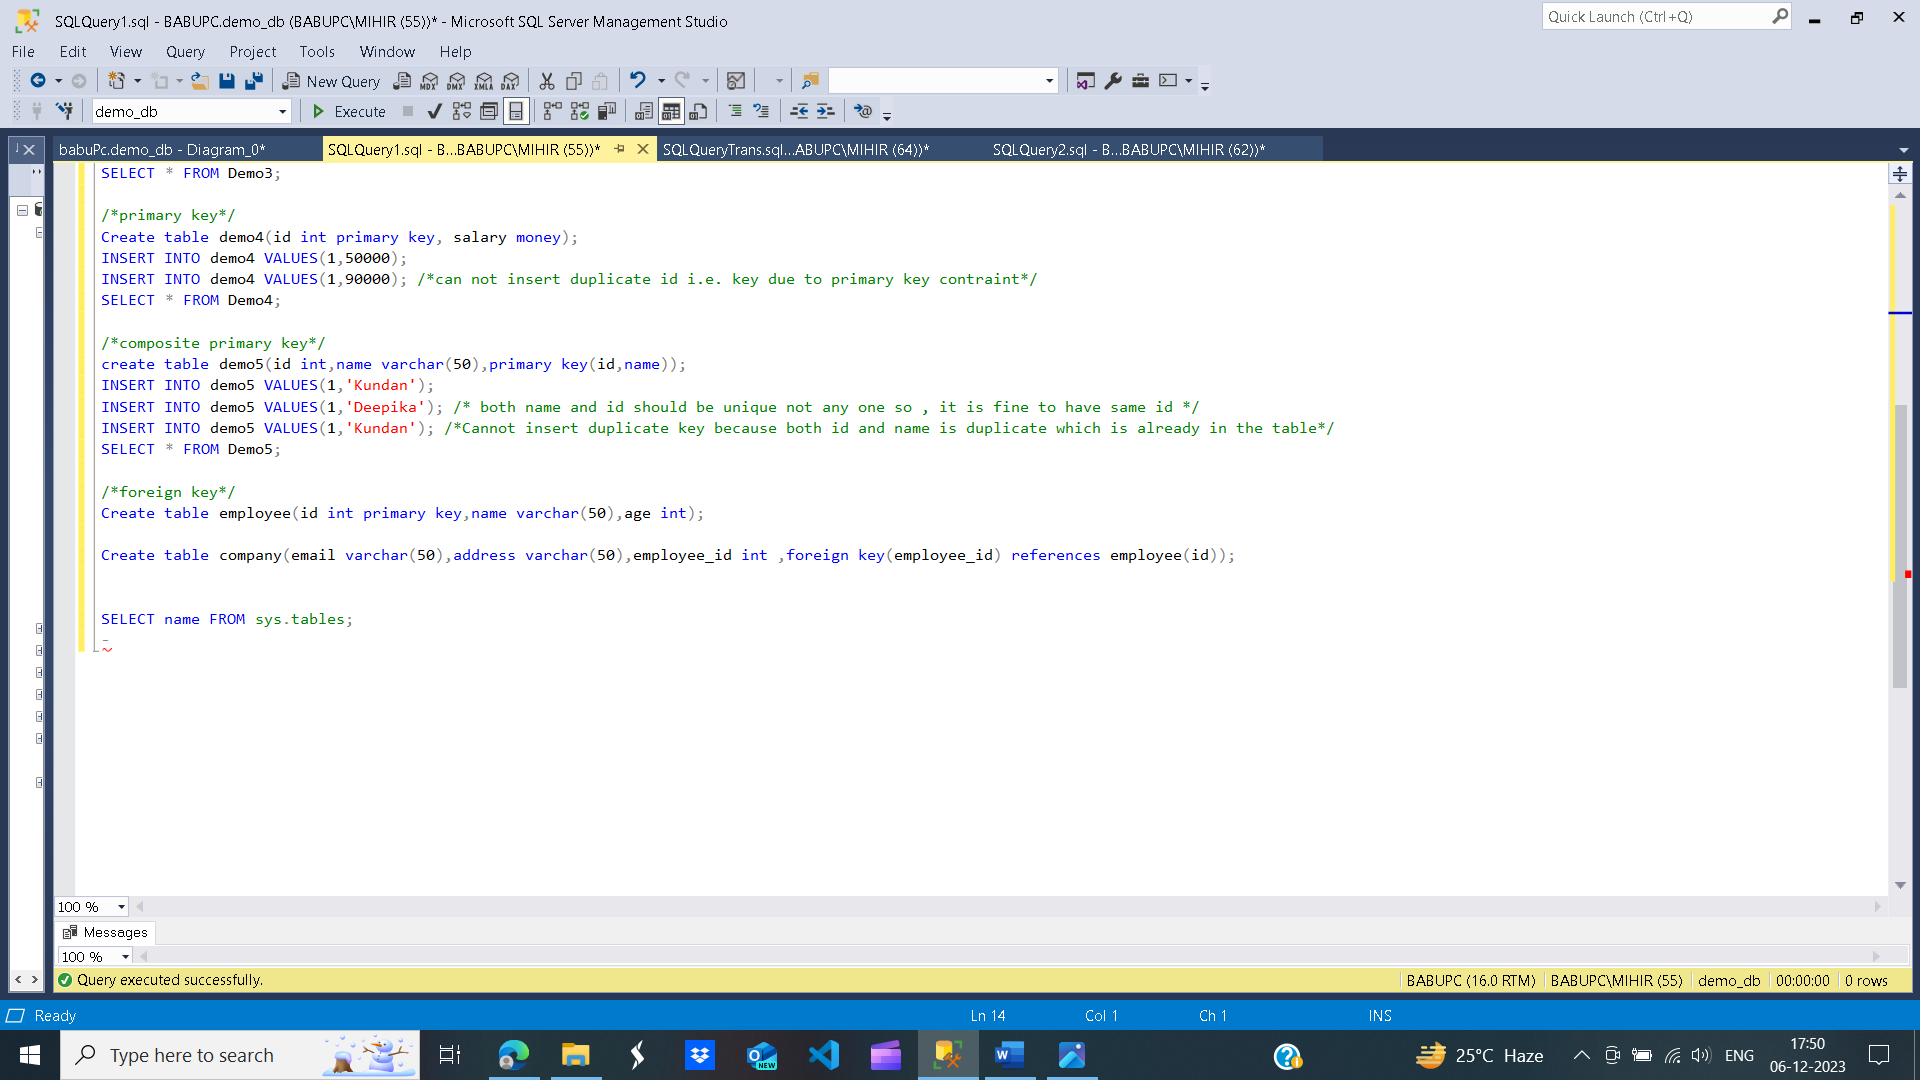 SQLQuery1.sql - BABUPC.demo_db (BABUPC\MIHIR (55))* - Microsoft SQL Server Management Studio
Quick Launch (Ctrl+Q)
File Edit View Query Project Tools Window Help
New Query
MDX DMX XMLA DAX
demo_db
Execute
babuPc.demo_db - Diagram_0*
SQLQuery1.sql - B...BABUPC\MIHIR (55))*
SQLQueryTrans.sql...ABUPC\MIHIR (64))*
SQLQuery2.sql - B...BABUPC\MIHIR (62))*
SELECT * FROM Demo3;
/*primary key*/
Create table demo4(id int primary key, salary money);
INSERT INTO demo4 VALUES(1,50000);
INSERT INTO demo4 VALUES(1,90000); /*can not insert duplicate id i.e. key due to primary key contraint*/
SELECT * FROM Demo4;
/*composite primary key*/
create table demo5(id int,name varchar(50),primary key(id,name));
INSERT INTO demo5 VALUES(1,'Kundan');
INSERT INTO demo5 VALUES(1,'Deepika'); /* both name and id should be unique not any one so , it is fine to have same id */
INSERT INTO demo5 VALUES(1,'Kundan'); /*Cannot insert duplicate key because both id and name is duplicate which is already in the table*/
SELECT * FROM Demo5;
/*foreign key*/
Create table employee(id int primary key,name varchar(50),age int);
Create table company(email varchar(50),address varchar(50),employee_id int ,foreign key(employee_id) references employee(id));
SELECT name FROM sys.tables;
100 %
Messages
100 %
Query executed successfully.
BABUPC (16.0 RTM) BABUPC\MIHIR (55) demo_db 00:00:00 0 rows
Ready
Ln 14 Col 1 Ch 1 INS
Type here to search
NEW
25°C Haze
ENG
17:50
06-12-2023